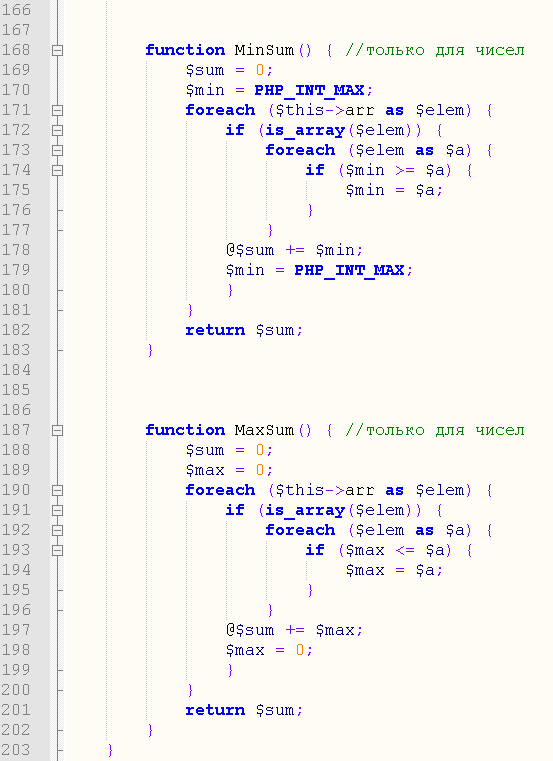 166
167
168 function MinSum() { //только для чисел
169 $sum = 0;
170 $min = PHP_INT_MAX;
171 foreach ($this->arr as $elem) {
172 if (is_array($elem)) {
173 foreach ($elem as $a) {
174 if ($min >= $a) {
175 $min = $a;
176 }
177 }
178 @$sum += $min;
179 $min = PHP_INT_MAX;
180 }
181 }
182 return $sum;
183 }
184
185
186
187 function MaxSum() { //только для чисел
188 $sum = 0;
189 $max = 0;
190 foreach ($this->arr as $elem) {
191 if (is_array($elem)) {
192 foreach ($elem as $a) {
193 if ($max <= $a) {
194 $max = $a;
195 }
196 }
197 @$sum += $max;
198 $max = 0;
199 }
200 }
201 return $sum;
202 }
203 }